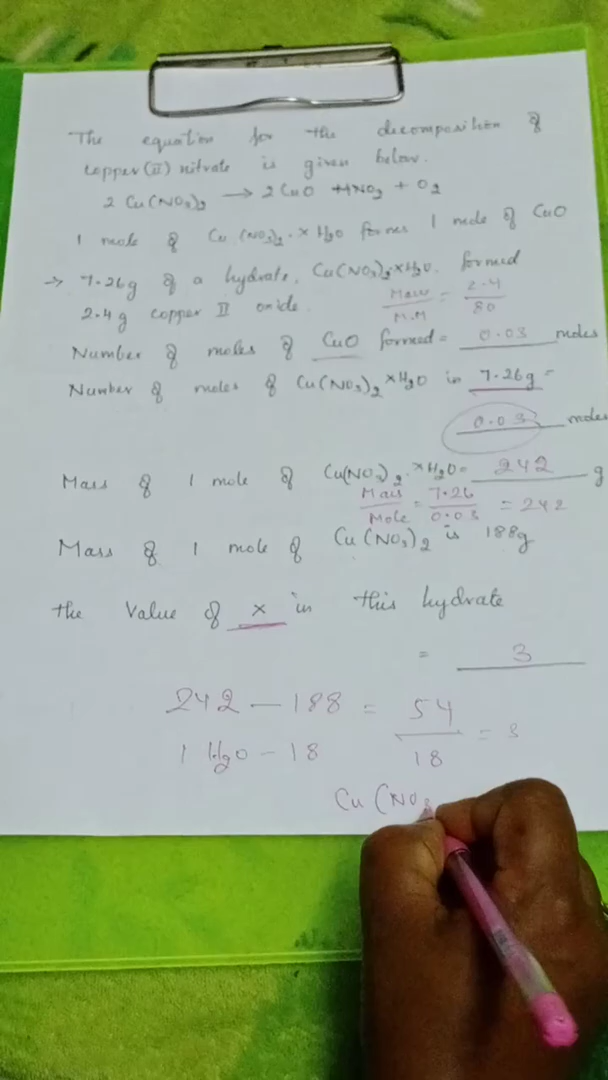 The equation for the decomposition of
copper (II) nitrate is given below.
2 Cu(NO3)2 → 2CuO + 4NO2 + O2
1 mole of Cu(NO3)2·xH2O forms 1 mole of CuO
→ 7.26g of a hydrate, Cu(NO3)2·xH2O. formed
2.4g copper II oxide. Mass/M.M = 2.4/80
Number of moles of CuO formed = 0.03 moles
Number of moles of Cu(NO3)2·xH2O in 7.26g =
0.03 moles
Mass of 1 mole of Cu(NO3)2·xH2O = 242 g
Mass/Mole = 7.26/0.03 = 242
Mass of 1 mole of Cu(NO3)2 is 188g
the Value of x in this hydrate
= 3
242 — 188 = 54/18 = 3
1 H2O - 18
Cu(NO3